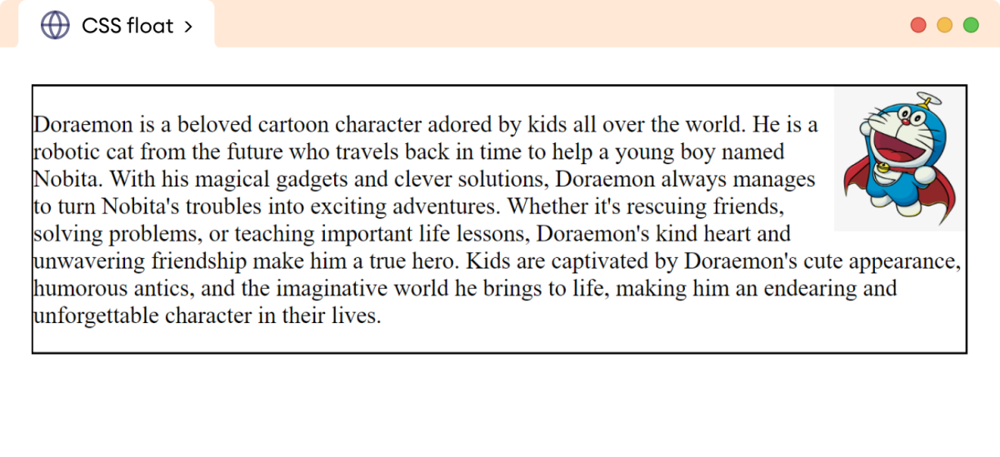 CSS float >
Doraemon is a beloved cartoon character adored by kids all over the world. He is a
robotic cat from the future who travels back in time to help a young boy named
Nobita. With his magical gadgets and clever solutions, Doraemon always manages
to turn Nobita's troubles into exciting adventures. Whether it's rescuing friends,
solving problems, or teaching important life lessons, Doraemon's kind heart and
unwavering friendship make him a true hero. Kids are captivated by Doraemon's cute appearance,
humorous antics, and the imaginative world he brings to life, making him an endearing and
unforgettable character in their lives.